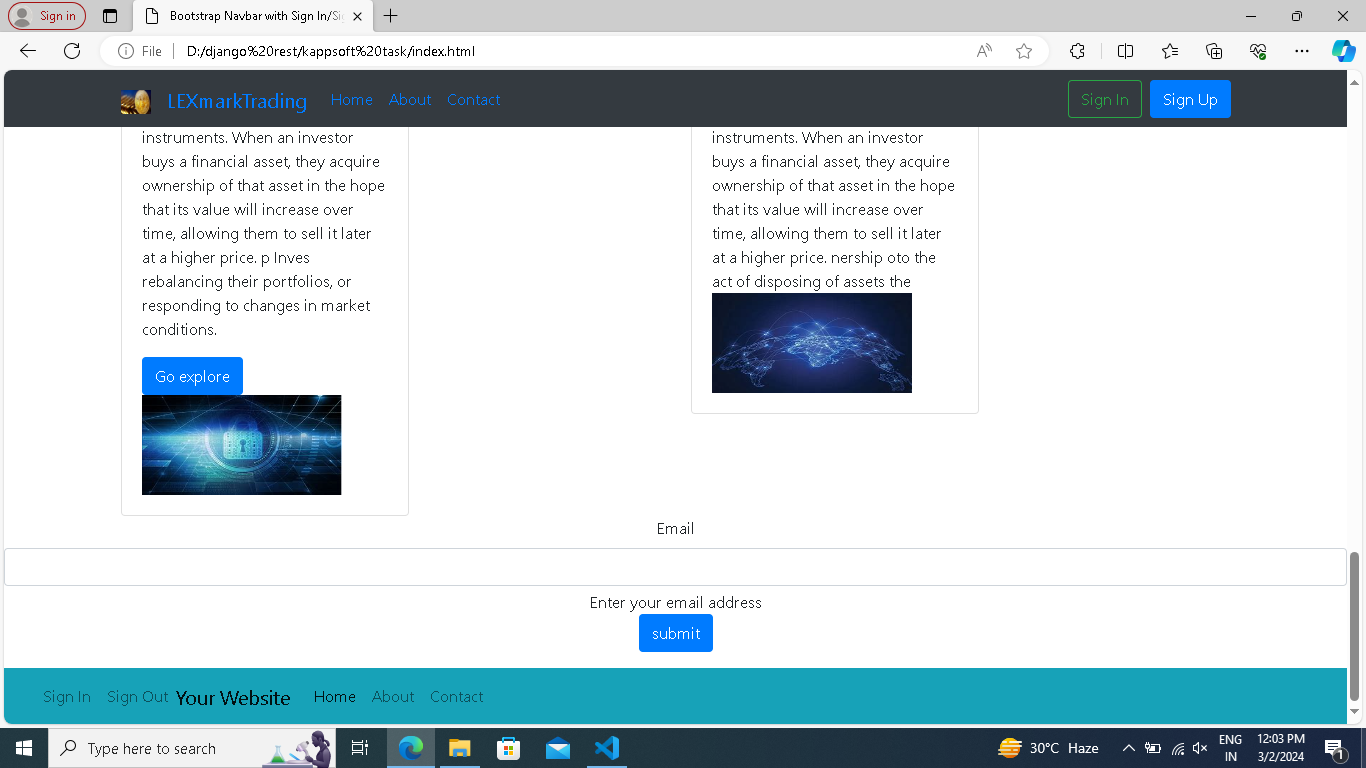 Sign in
Bootstrap Navbar with Sign In/Si
File
D:/django%20rest/kappsoft%20task/index.html
LEXmarkTrading Home About Contact Sign In Sign Up
instruments. When an investor
buys a financial asset, they acquire
ownership of that asset in the hope
that its value will increase over
time, allowing them to sell it later
at a higher price. p Inves
rebalancing their portfolios, or
responding to changes in market
conditions.
Go explore
instruments. When an investor
buys a financial asset, they acquire
ownership of that asset in the hope
that its value will increase over
time, allowing them to sell it later
at a higher price. nership oto the
act of disposing of assets the
Email
Enter your email address
submit
Sign In Sign Out Your Website Home About Contact
Type here to search
30°C Haze
ENG
IN
12:03 PM
3/2/2024
1